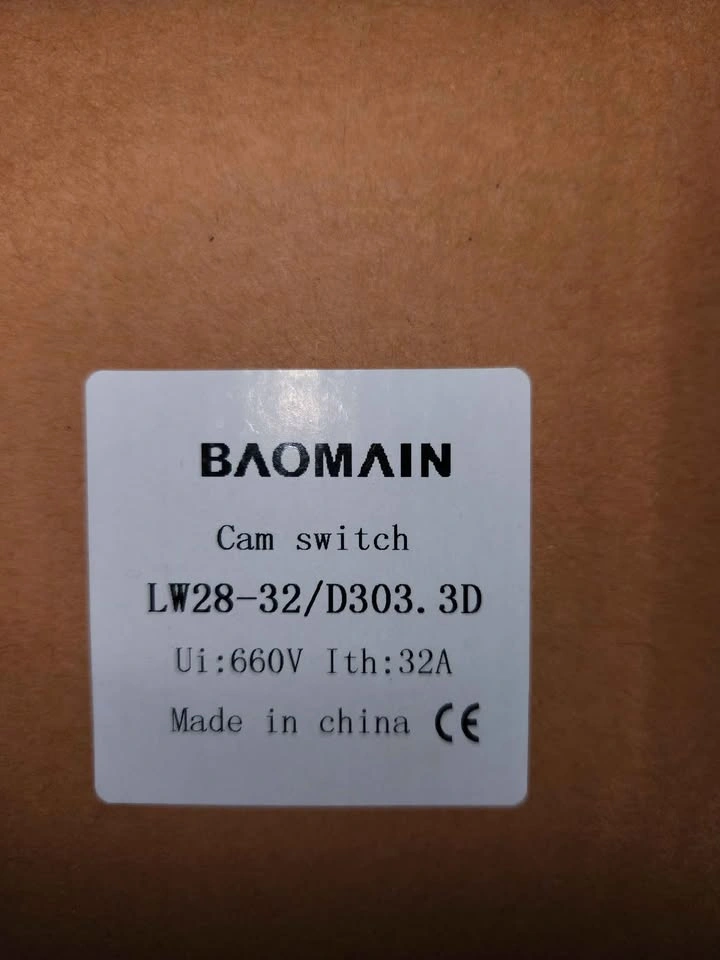 BAOMAIN
Cam switch
LW28-32/D303.3D
Ui:660V Ith:32A
Made in china CE